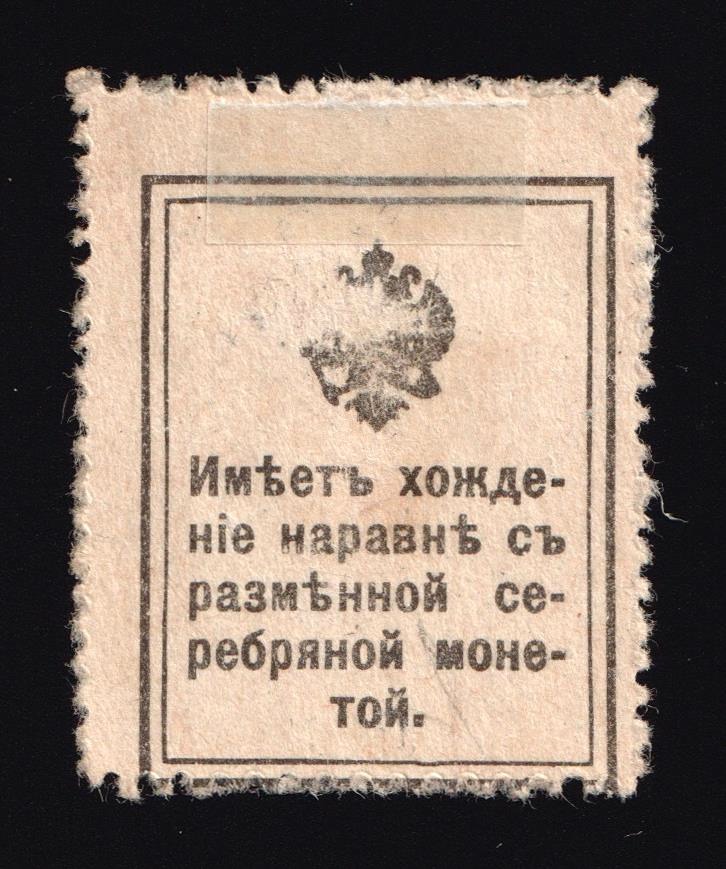 Имѣетъ хожде-
ніе наравнѣ съ
размѣнной се-
ребряной моне-
той.